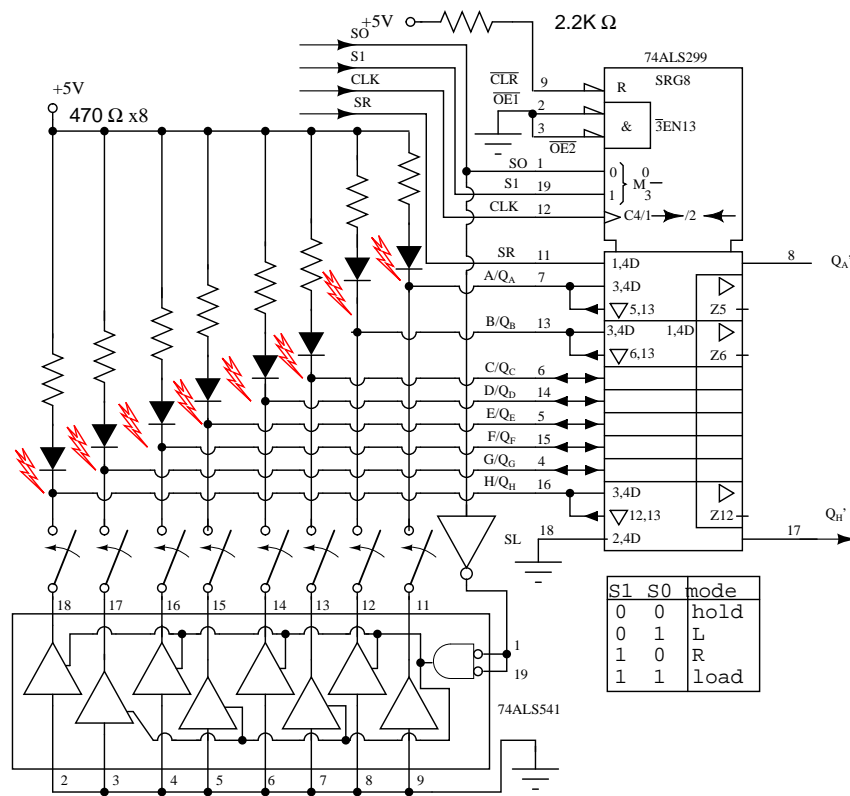 +5V
2.2K Ω
SO
S1
CLK
SR
74ALS299
SRG8
+5V
470 Ω x8
CLR
9
R
OE1
2
&
3EN13
3
OE2
SO 1
0
0
M
S1 19
1
3
CLK 12
C4/1
/2
SR 11
1,4D
8
QA'
A/QA 7
3,4D
5,13
Z5
B/QB 13
3,4D
1,4D
6,13
Z6
C/QC 6
D/QD 14
E/QE 5
F/QF 15
G/QG 4
H/QH 16
3,4D
12,13
Z12
SL
18
2,4D
17
QH'
18 17 16 15 14 13 12 11
1
19
74ALS541
2 3 4 5 6 7 8 9
S1 S0 mode
0 0 hold
0 1 L
1 0 R
1 1 load